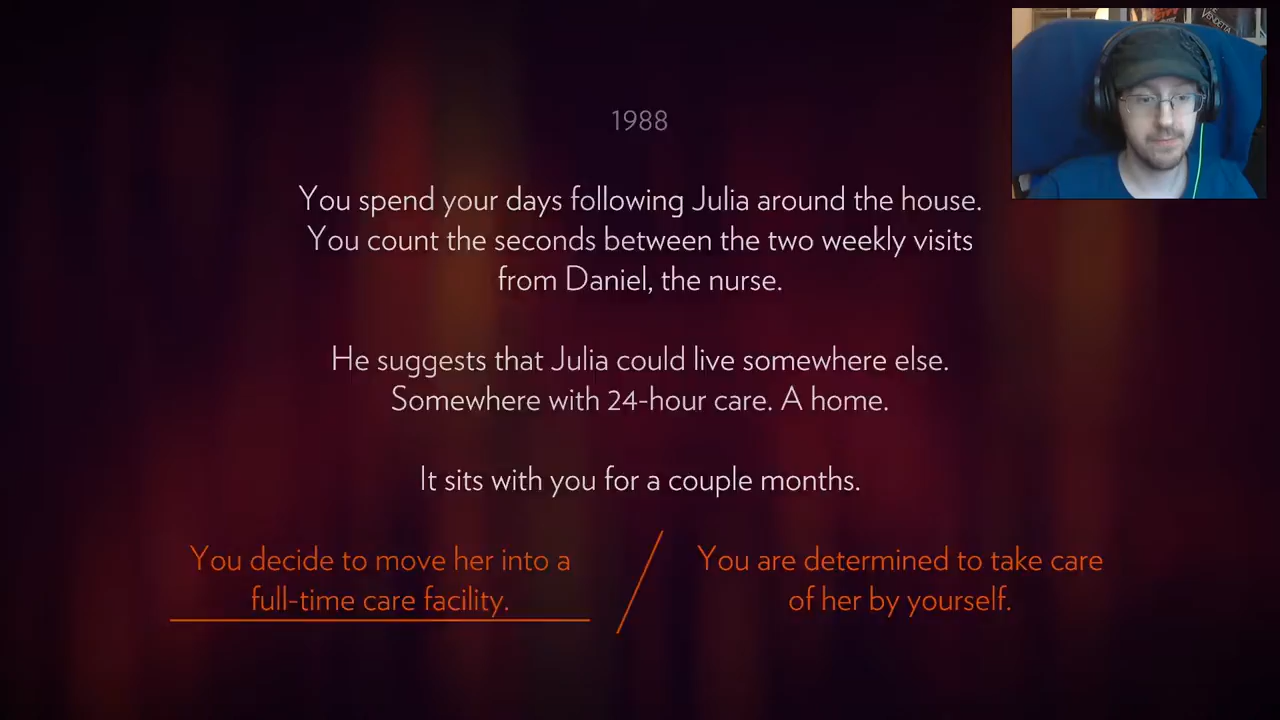 VENDETTA
1988
You spend your days following Julia around the house.
You count the seconds between the two weekly visits
from Daniel, the nurse.
He suggests that Julia could live somewhere else.
Somewhere with 24-hour care. A home.
It sits with you for a couple months.
You decide to move her into a
full-time care facility.
You are determined to take care
of her by yourself.